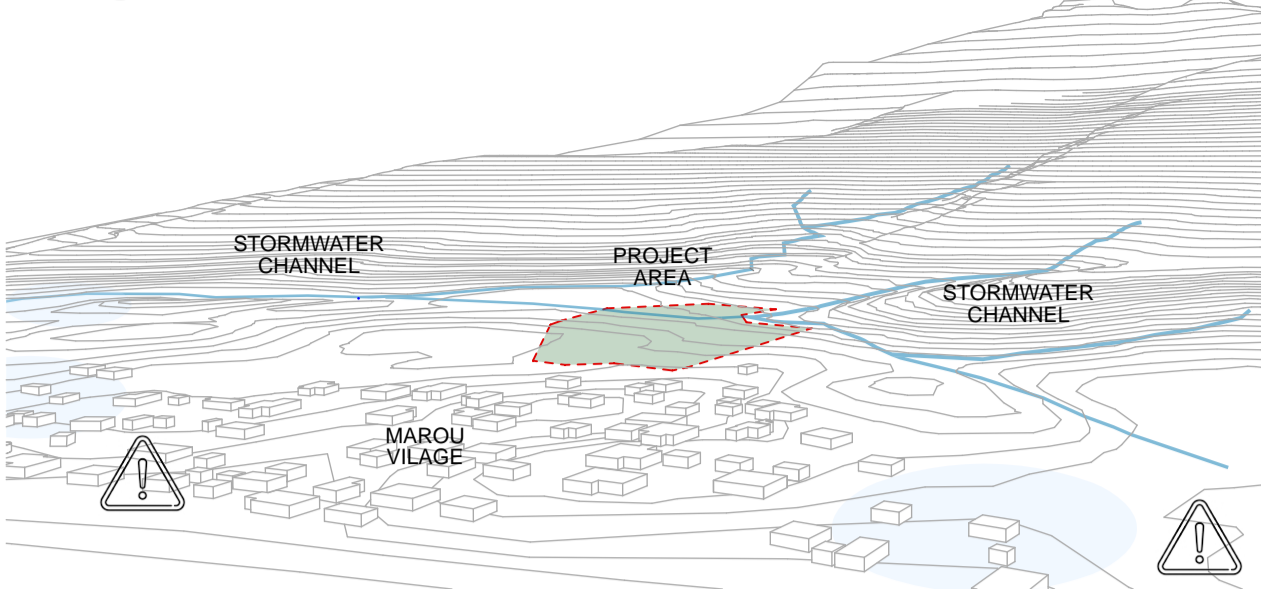 STORMWATER
CHANNEL
PROJECT
AREA
STORMWATER
CHANNEL
MAROU
VILAGE